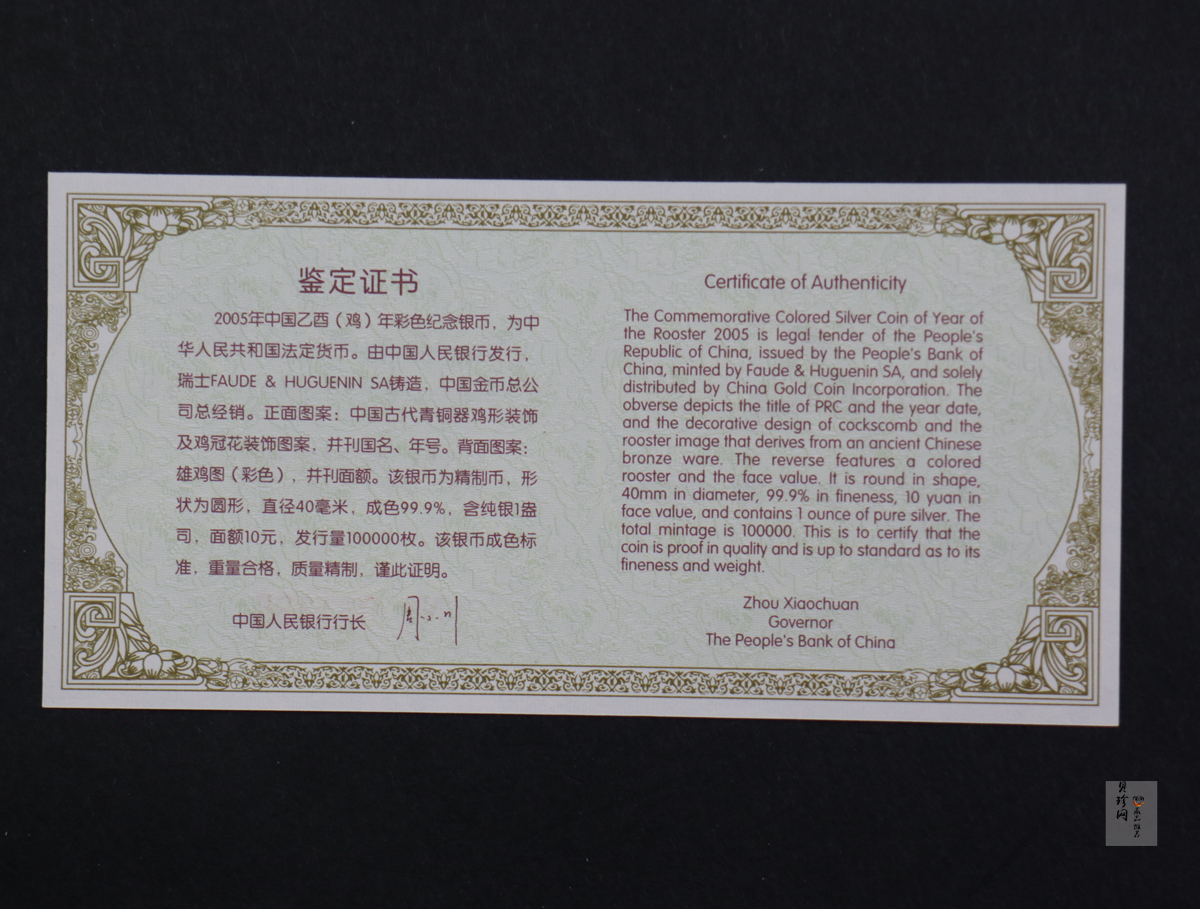 鉴定证书
2005年中国乙酉（鸡）年彩色纪念银币，为中
华人民共和国法定货币。由中国人民银行发行，
瑞士FAUDE & HUGUENIN SA铸造，中国金币总公
司总经销。正面图案：中国古代青铜器鸡形装饰
及鸡冠花装饰图案，并刊国名、年号。背面图案：
雄鸡图（彩色），并刊面额。该银币为精制币，形
状为圆形，直径40毫米，成色99.9%，含纯银1盎
司，面额10元，发行量100000枚。该银币成色标
准，重量合格，质量精制，谨此证明。
中国人民银行行长
Certificate of Authenticity
The Commemorative Colored Silver Coin of Year of
the Rooster 2005 is legal tender of the People's
Republic of China, issued by the People's Bank of
China, minted by Faude & Huguenin SA, and solely
distributed by China Gold Coin Incorporation. The
obverse depicts the title of PRC and the year date,
and the decorative design of cockscomb and the
rooster image that derives from an ancient Chinese
bronze ware. The reverse features a colored
rooster and the face value. It is round in shape,
40mm in diameter, 99.9% in fineness, 10 yuan in
face value, and contains 1 ounce of pure silver. The
total mintage is 100000. This is to certify that the
coin is proof in quality and is up to standard as to its
fineness and weight.
Zhou Xiaochuan
Governor
The People's Bank of China